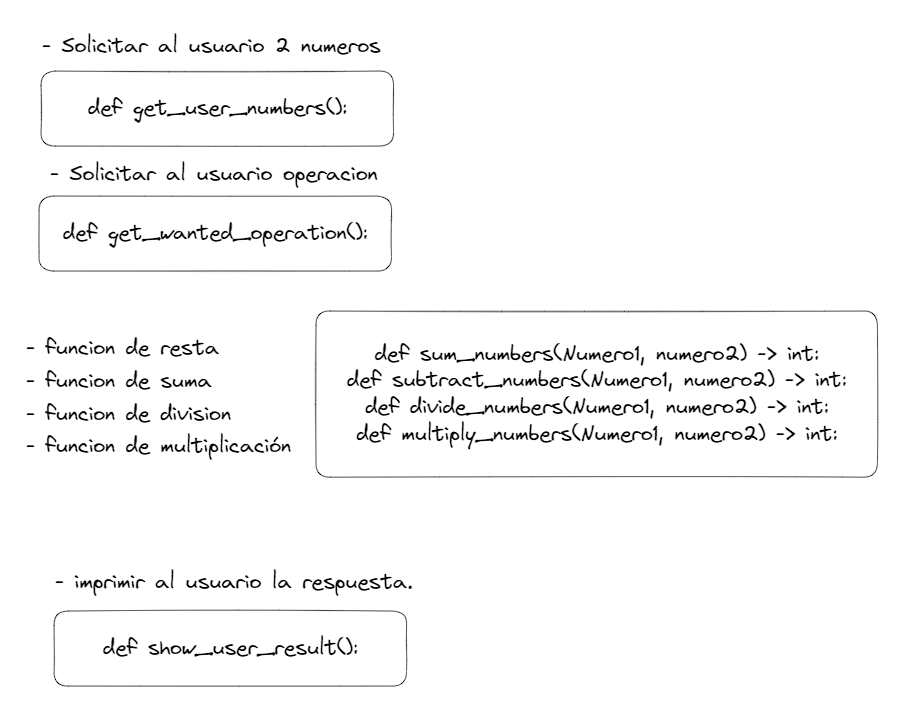 - Solicitar al usuario 2 numeros
def get_user_numbers():
- Solicitar al usuario operacion
def get_wanted_operation():
- funcion de resta
- funcion de suma
- funcion de division
- funcion de multiplicación
def sum_numbers(Numero1, numero2) -> int:
def subtract_numbers(Numero1, numero2) -> int:
def divide_numbers(Numero1, numero2) -> int:
def multiply_numbers(Numero1, numero2) -> int:
- imprimir al usuario la respuesta.
def show_user_result():